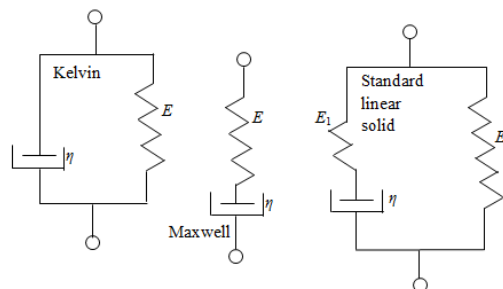 Kelvin
E
η
E
η
Maxwell
Standard
linear
solid
E1
E
η